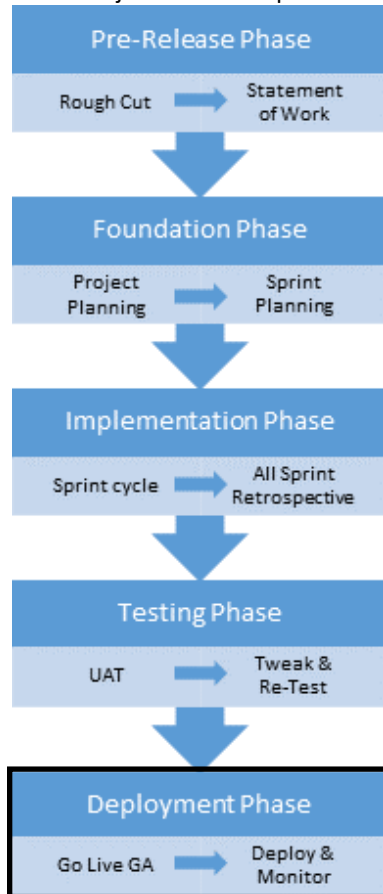 Pre-Release Phase
Rough Cut
Statement
of Work
Foundation Phase
Project
Planning
Sprint
Planning
Implementation Phase
Sprint cycle
All Sprint
Retrospective
Testing Phase
UAT
Tweak &
Re-Test
Deployment Phase
Go Live GA
Deploy &
Monitor